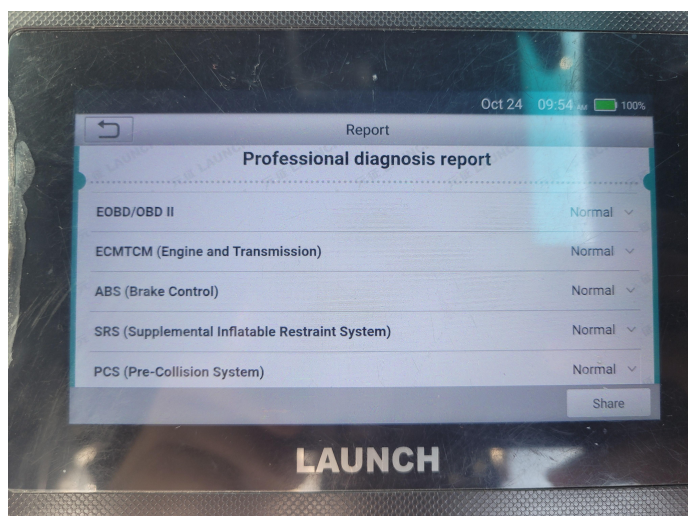 Oct 24 09:54 AM 100%
Report
Professional diagnosis report
EOBD/OBD II Normal
ECMTCM (Engine and Transmission) Normal
ABS (Brake Control) Normal
SRS (Supplemental Inflatable Restraint System) Normal
PCS (Pre-Collision System) Normal
Share
LAUNCH